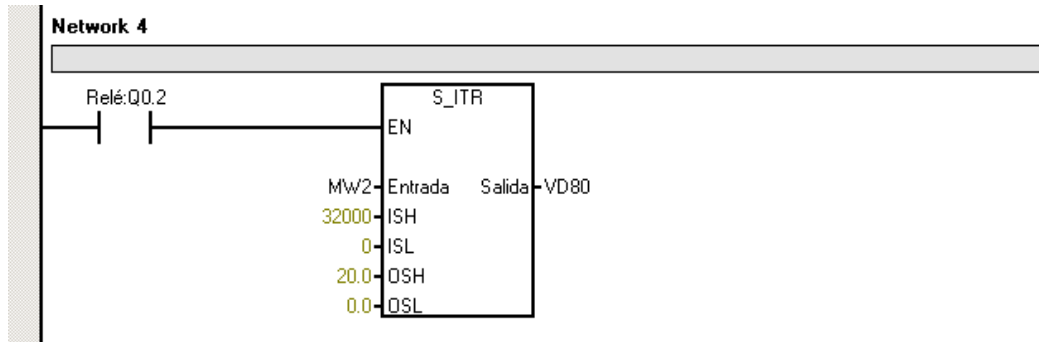 Network 4
Relé:Q0.2
S_ITR
EN
MW2 Entrada Salida VD80
32000 ISH
0 ISL
20.0 OSH
0.0 OSL